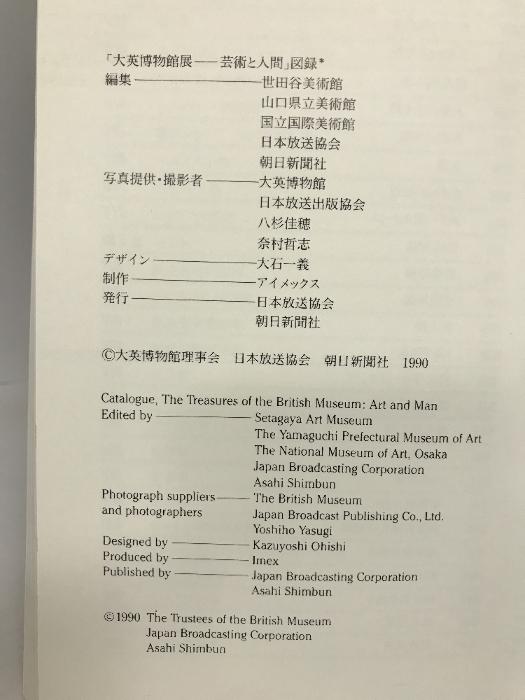 「大英博物館展——芸術と人間」図録*
編集————世田谷美術館
山口県立美術館
国立国際美術館
日本放送協会
朝日新聞社
写真提供・撮影者————大英博物館
日本放送出版協会
八杉佳穂
奈村哲志
デザイン————大石一義
制作————アイメックス
発行————日本放送協会
朝日新聞社
©大英博物館理事会 日本放送協会 朝日新聞社 1990
Catalogue, The Treasures of the British Museum: Art and Man
Edited by ———— Setagaya Art Museum
The Yamaguchi Prefectural Museum of Art
The National Museum of Art, Osaka
Japan Broadcasting Corporation
Asahi Shimbun
Photograph suppliers ———— The British Museum
and photographers Japan Broadcast Publishing Co., Ltd.
Yoshiho Yasugi
Designed by ———— Kazuyoshi Ohishi
Produced by ———— Imex
Published by ———— Japan Broadcasting Corporation
Asahi Shimbun
©1990 The Trustees of the British Museum
Japan Broadcasting Corporation
Asahi Shimbun